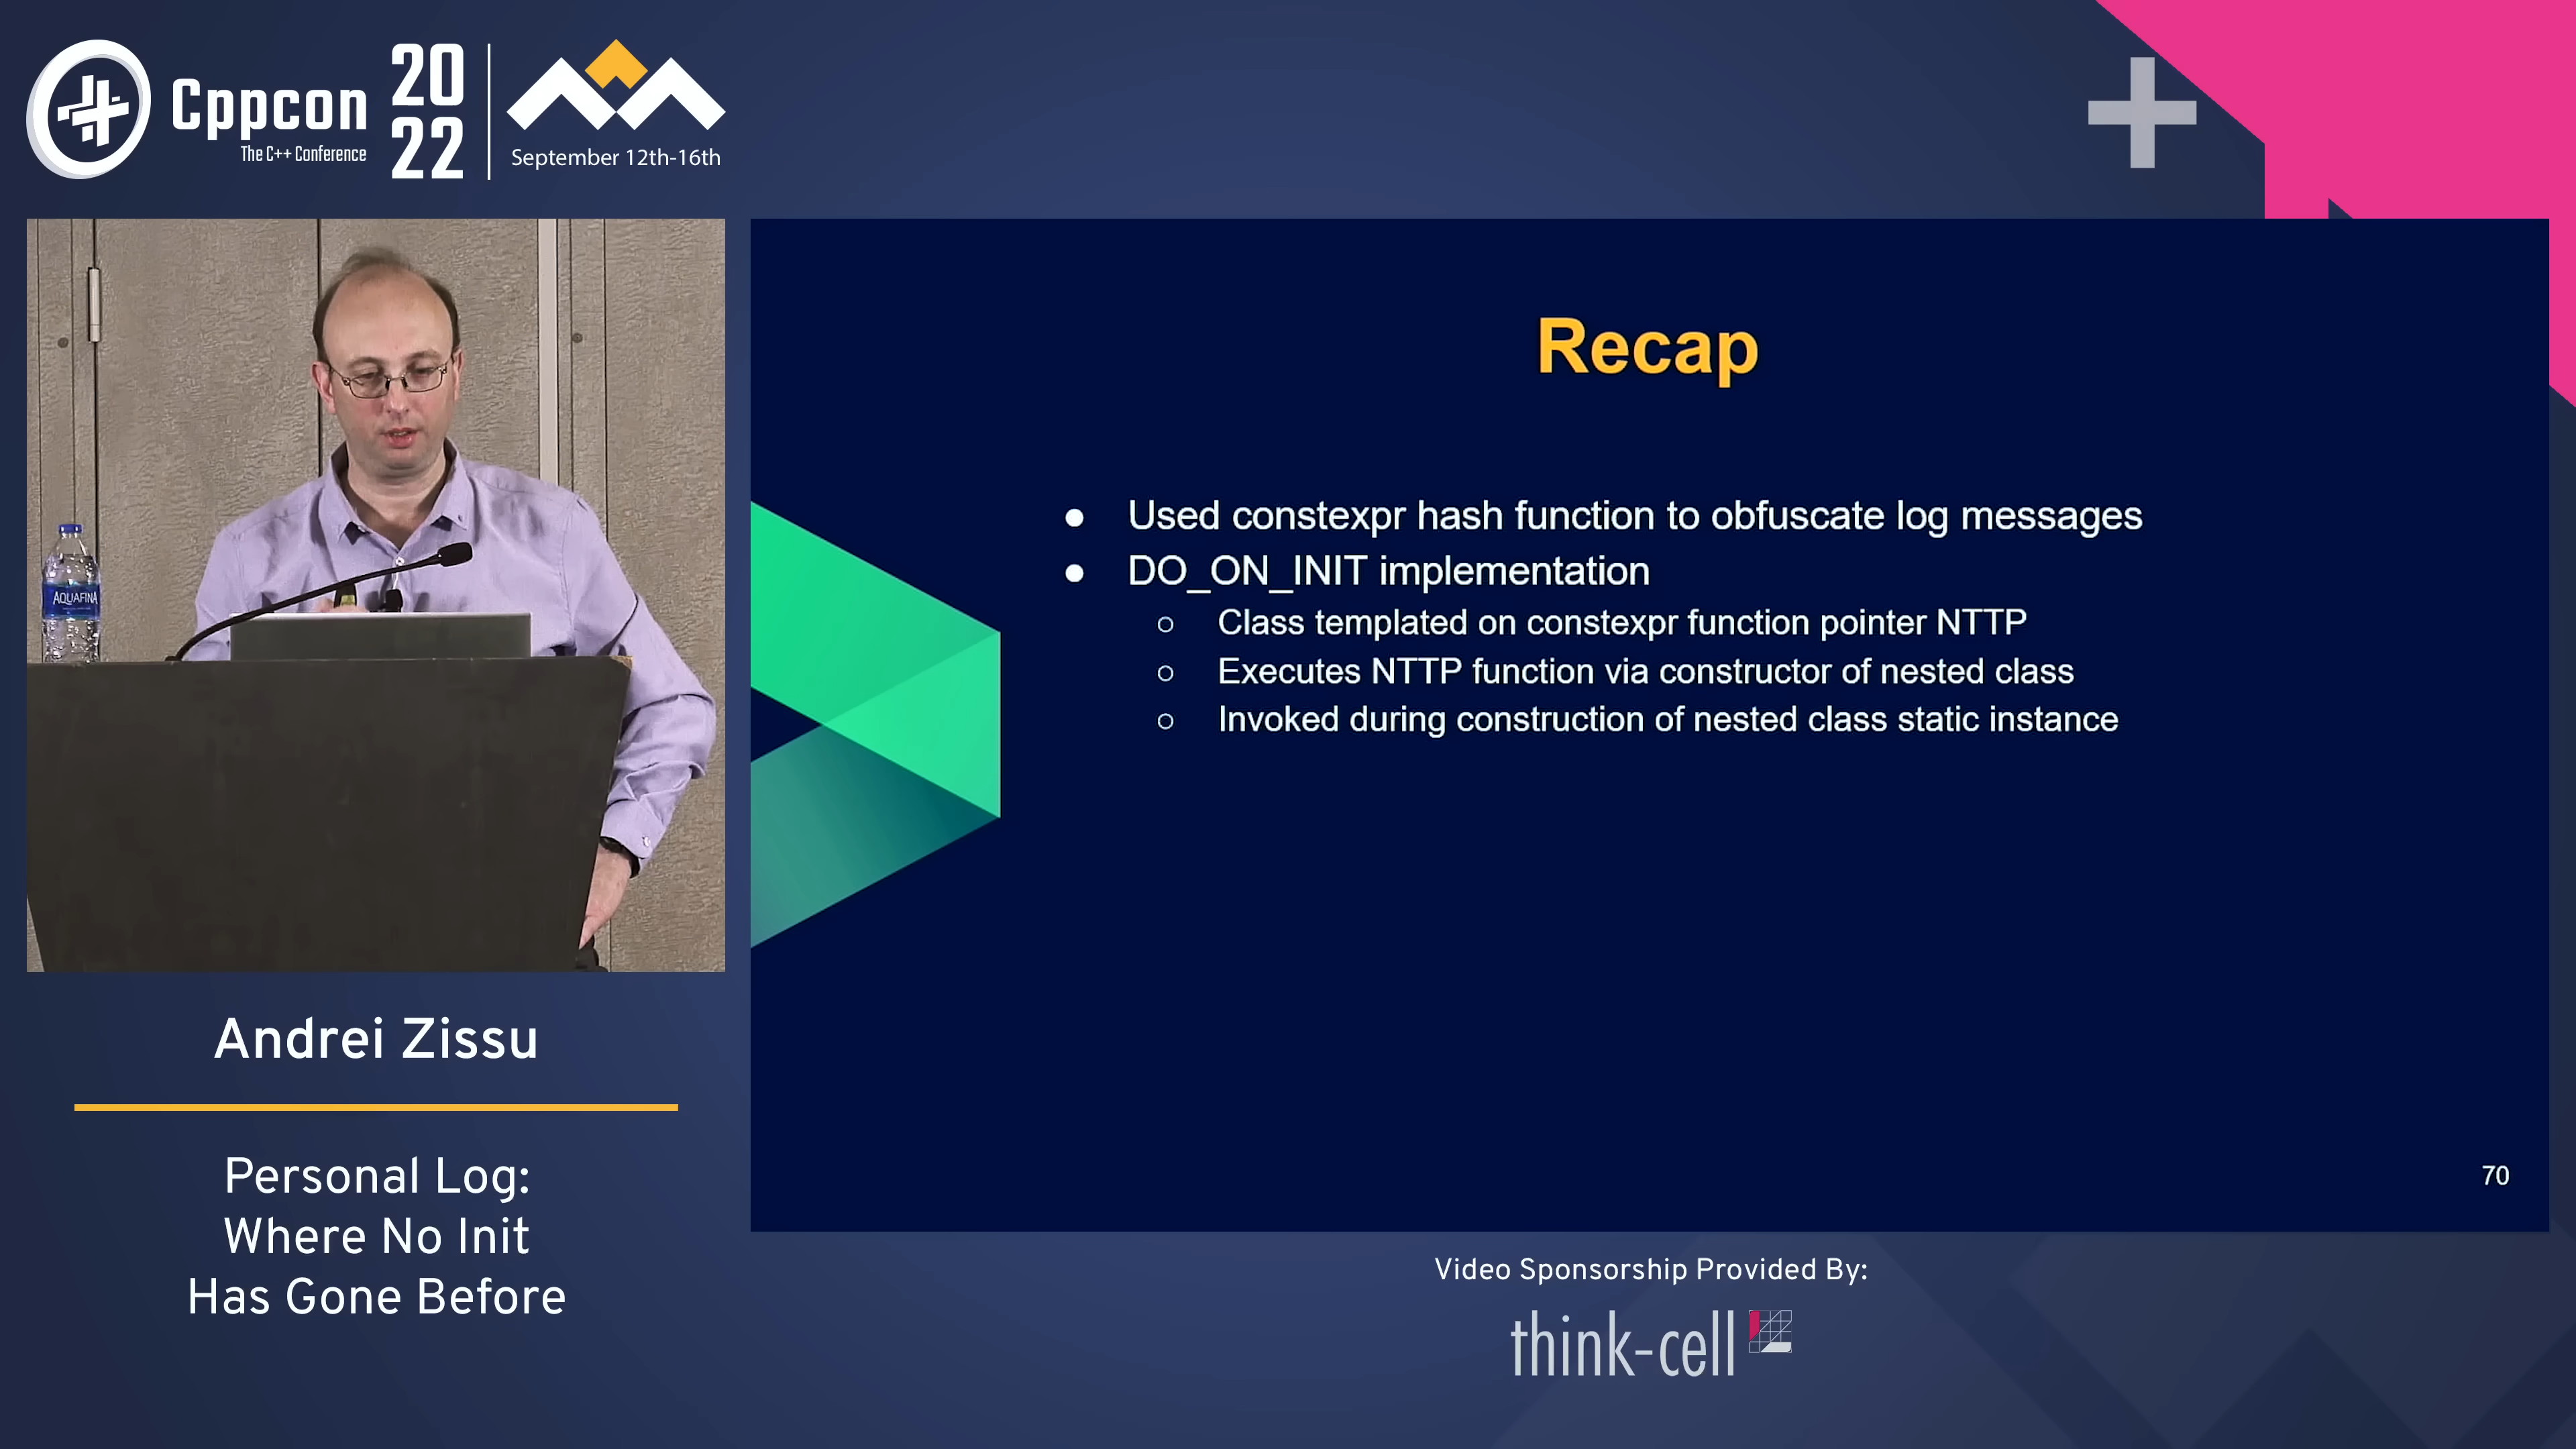 Cppcon
The C++ Conference
20
22
September 12th-16th
AQUAFINA
Recap
● Used constexpr hash function to obfuscate log messages
● DO_ON_INIT implementation
○ Class templated on constexpr function pointer NTTP
○ Executes NTTP function via constructor of nested class
○ Invoked during construction of nested class static instance
70
Andrei Zissu
Personal Log:
Where No Init
Has Gone Before
Video Sponsorship Provided By:
think-cell